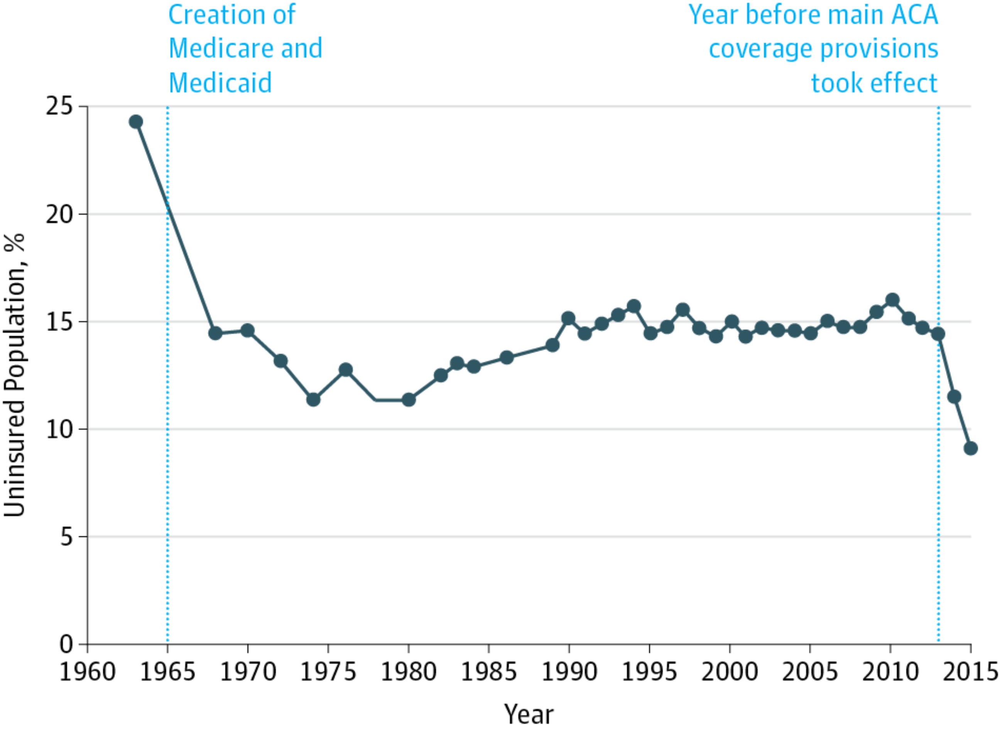 Creation of
Medicare and
Medicaid
Year before main ACA
coverage provisions
took effect
Uninsured Population, %
25
20
15
10
5
0
1960 1965 1970 1975 1980 1985 1990 1995 2000 2005 2010 2015
Year